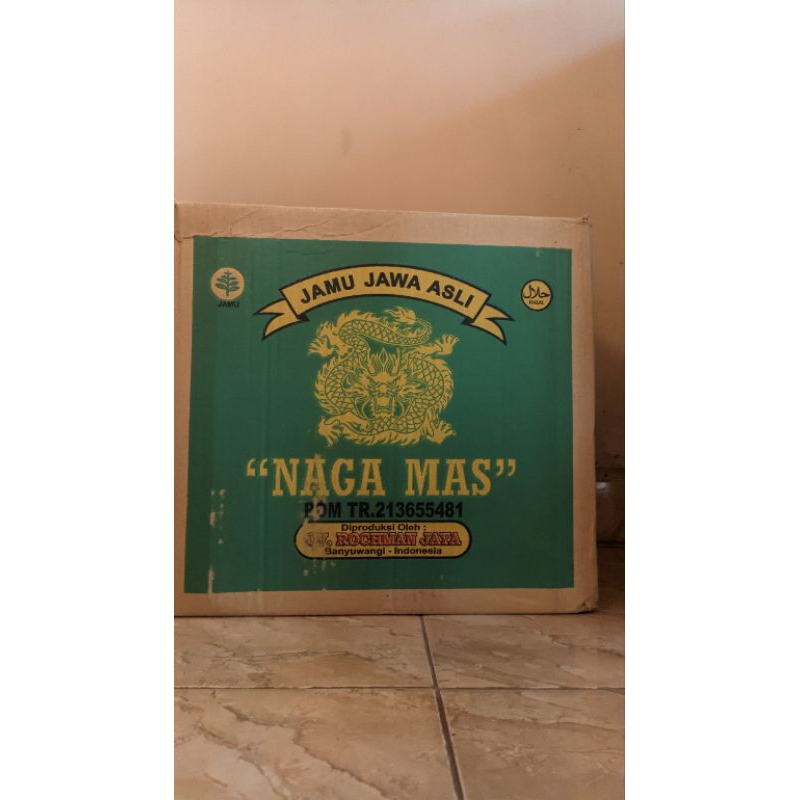 JAMU JAWA ASLI
JAMU
حلال
HALAL
“NAGA MAS”
POM TR.213655481
Diproduksi Oleh :
ROCHMAN JAYA
Banyuwangi - Indonesia